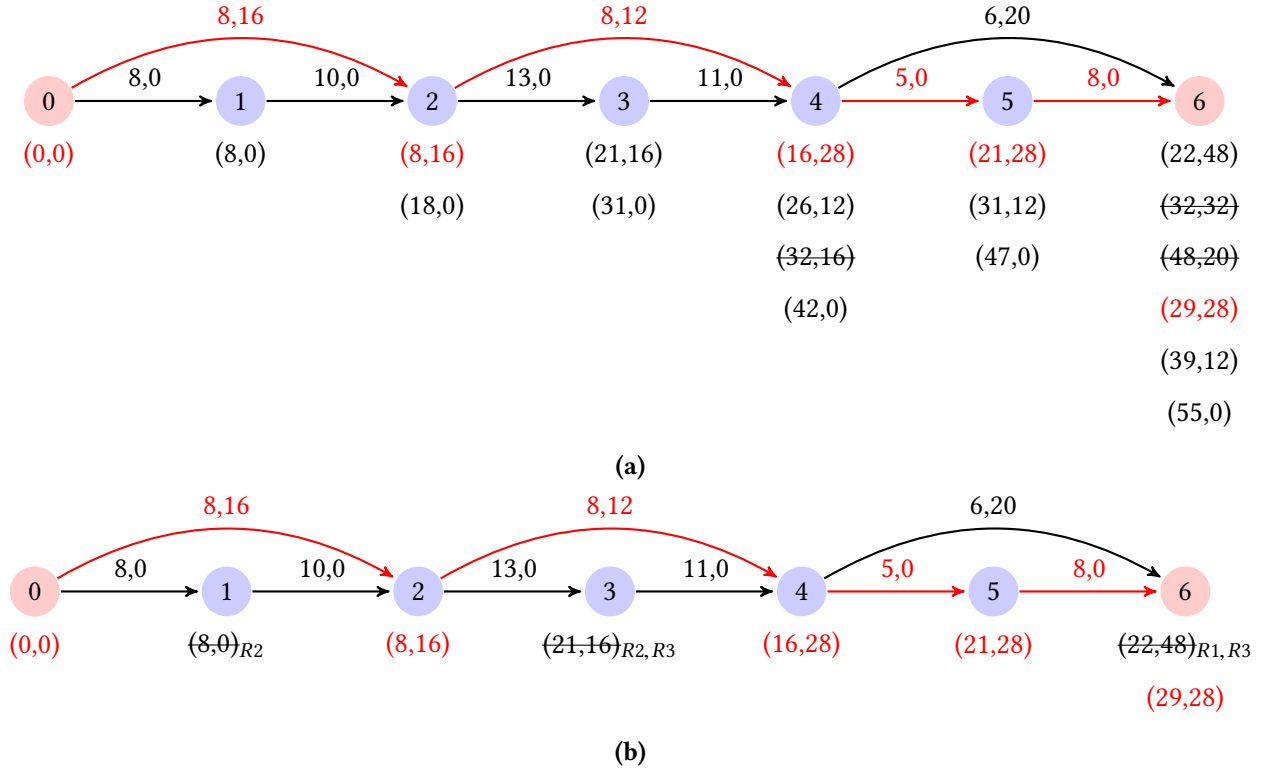 8,16 8,12 6,20
8,0 10,0 13,0 11,0 5,0 8,0
0 1 2 3 4 5 6
(0,0) (8,0) (8,16) (21,16) (16,28) (21,28) (22,48)
(18,0) (31,0) (26,12) (31,12) (32,32)
(32,16) (47,0) (48,20)
(42,0) (29,28)
(39,12)
(55,0)
(a)
8,16 8,12 6,20
8,0 10,0 13,0 11,0 5,0 8,0
0 1 2 3 4 5 6
(0,0) (8,0)R2 (8,16) (21,16)R2,R3 (16,28) (21,28) (22,48)R1,R3
(29,28)
(b)